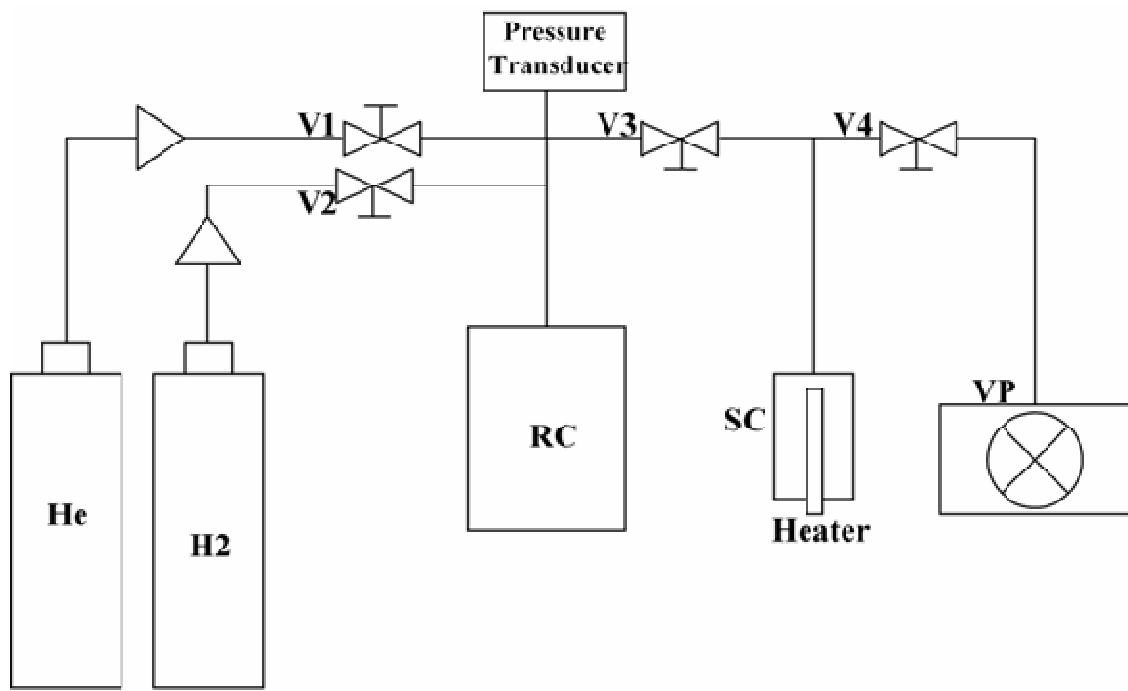 Pressure
Transducer
V1
V3
V4
V2
RC
SC
VP
He
H2
Heater